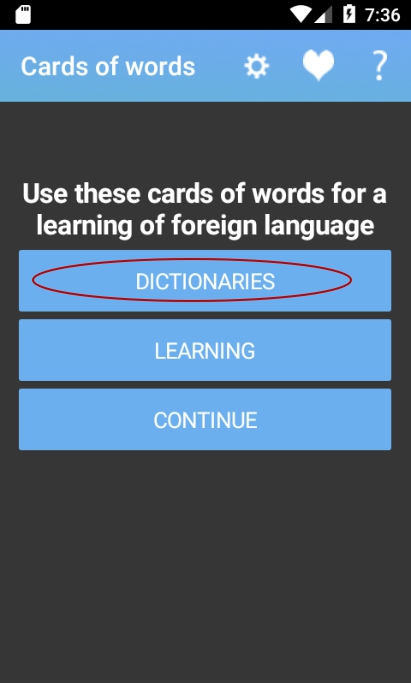 7:36
Cards of words
?
Use these cards of words for a
learning of foreign language
DICTIONARIES
LEARNING
CONTINUE